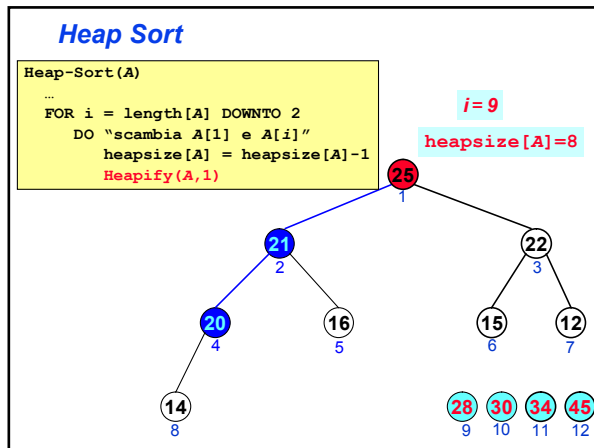 Heap Sort
Heap-Sort(A)
…
FOR i = length[A] DOWNTO 2
DO “scambia A[1] e A[i]”
heapsize[A] = heapsize[A]-1
Heapify(A,1)
i = 9
heapsize[A]=8
25
1
21
2
22
3
20
4
16
5
15
6
12
7
14
8
28 30 34 45
9 10 11 12